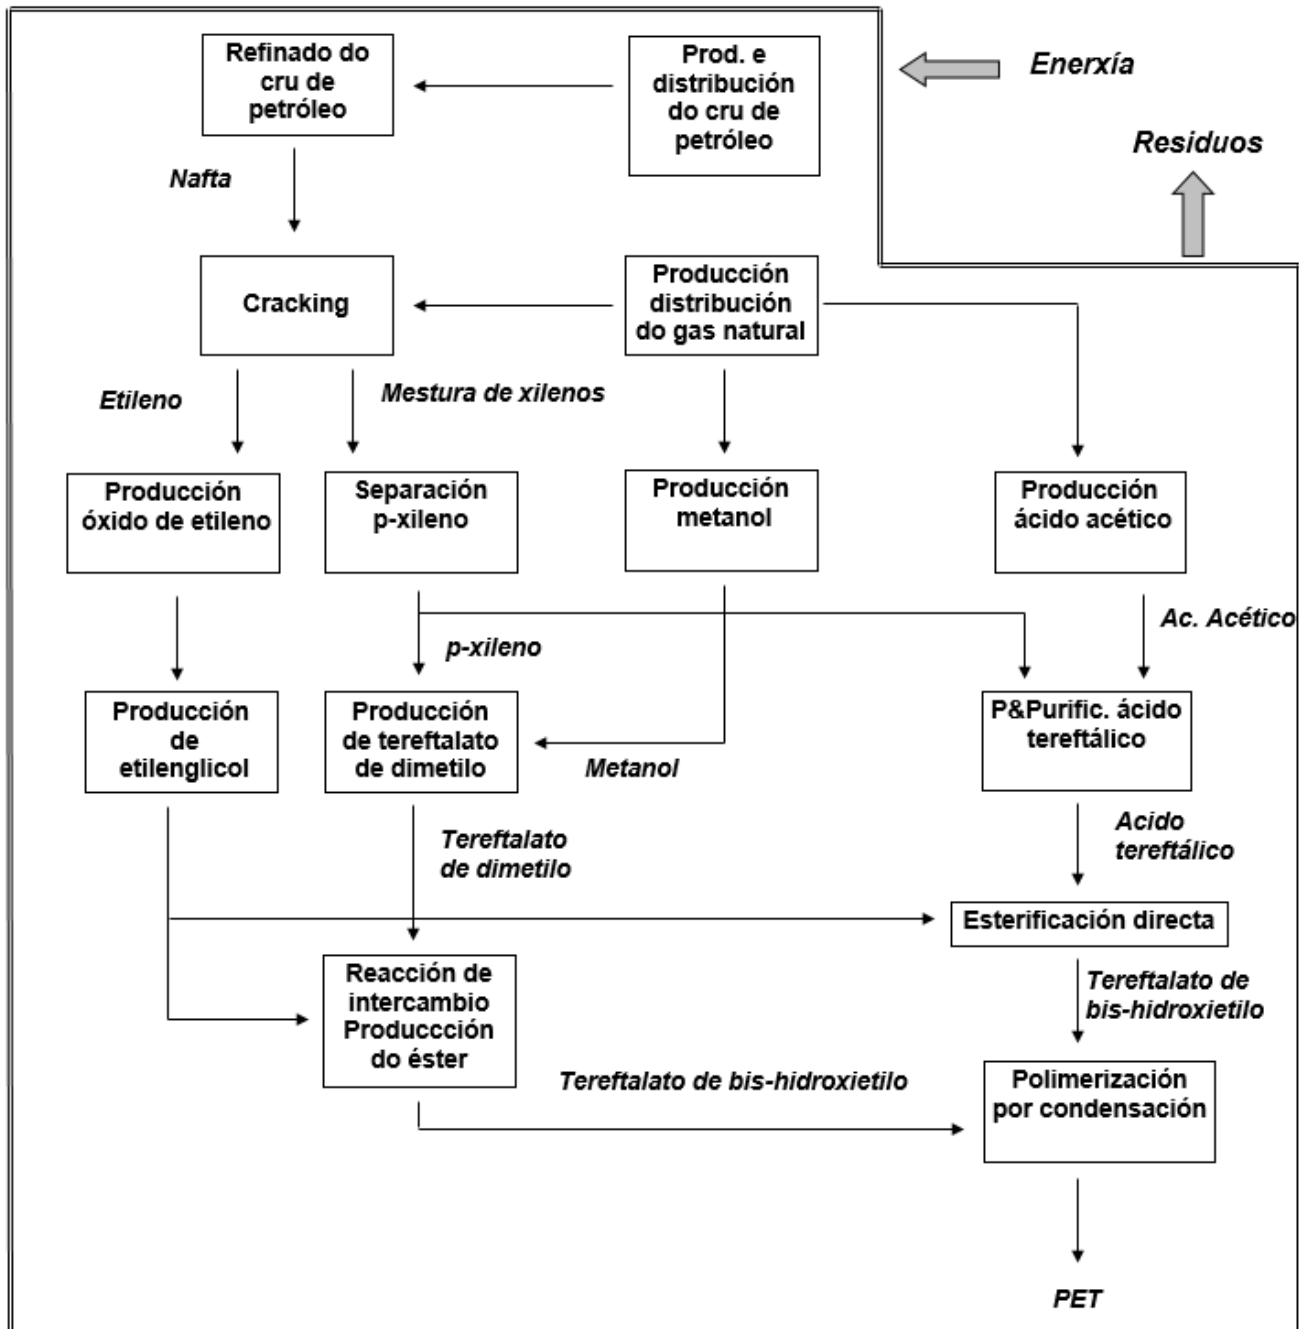 Refinado do
cru de
petróleo
Prod. e
distribución
do cru de
petróleo
Enerxía
Residuos
Nafta
Cracking
Producción
distribución
do gas natural
Etileno
Mestura de xilenos
Producción
óxido de etileno
Separación
p-xileno
Producción
metanol
Producción
ácido acético
p-xileno
Ac. Acético
Producción
de
etilenglicol
Producción
de tereftalato
de dimetilo
Metanol
P&Purific. ácido
tereftálico
Tereftalato
de dimetilo
Acido
tereftálico
Esterificación directa
Reacción de
intercambio
Produccción
do éster
Tereftalato de
bis-hidroxietilo
Tereftalato de bis-hidroxietilo
Polimerización
por condensación
PET